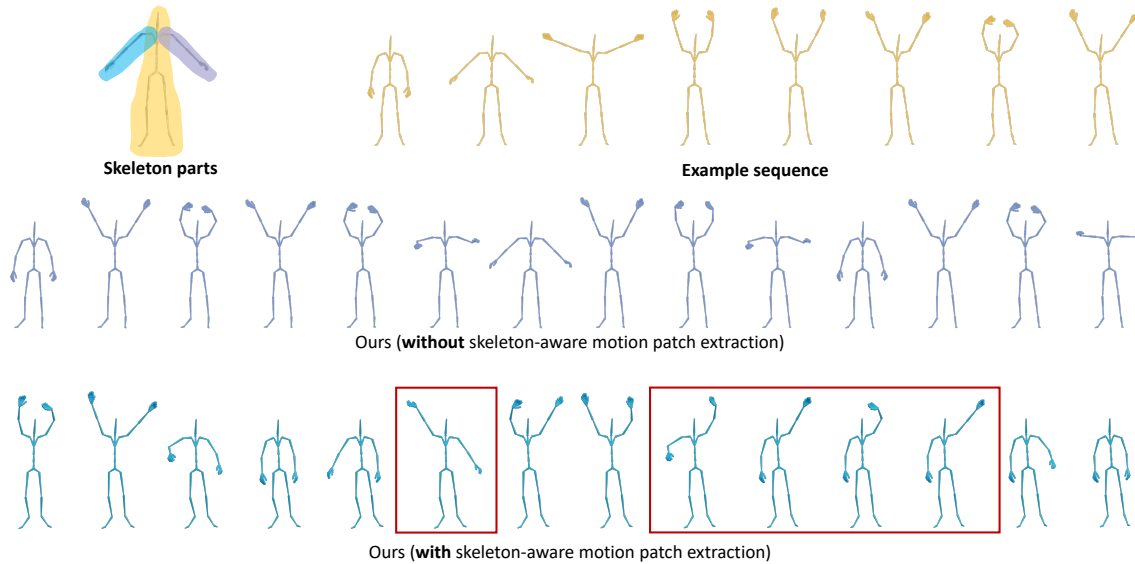 Skeleton parts
Example sequence
Ours (without skeleton-aware motion patch extraction)
Ours (with skeleton-aware motion patch extraction)